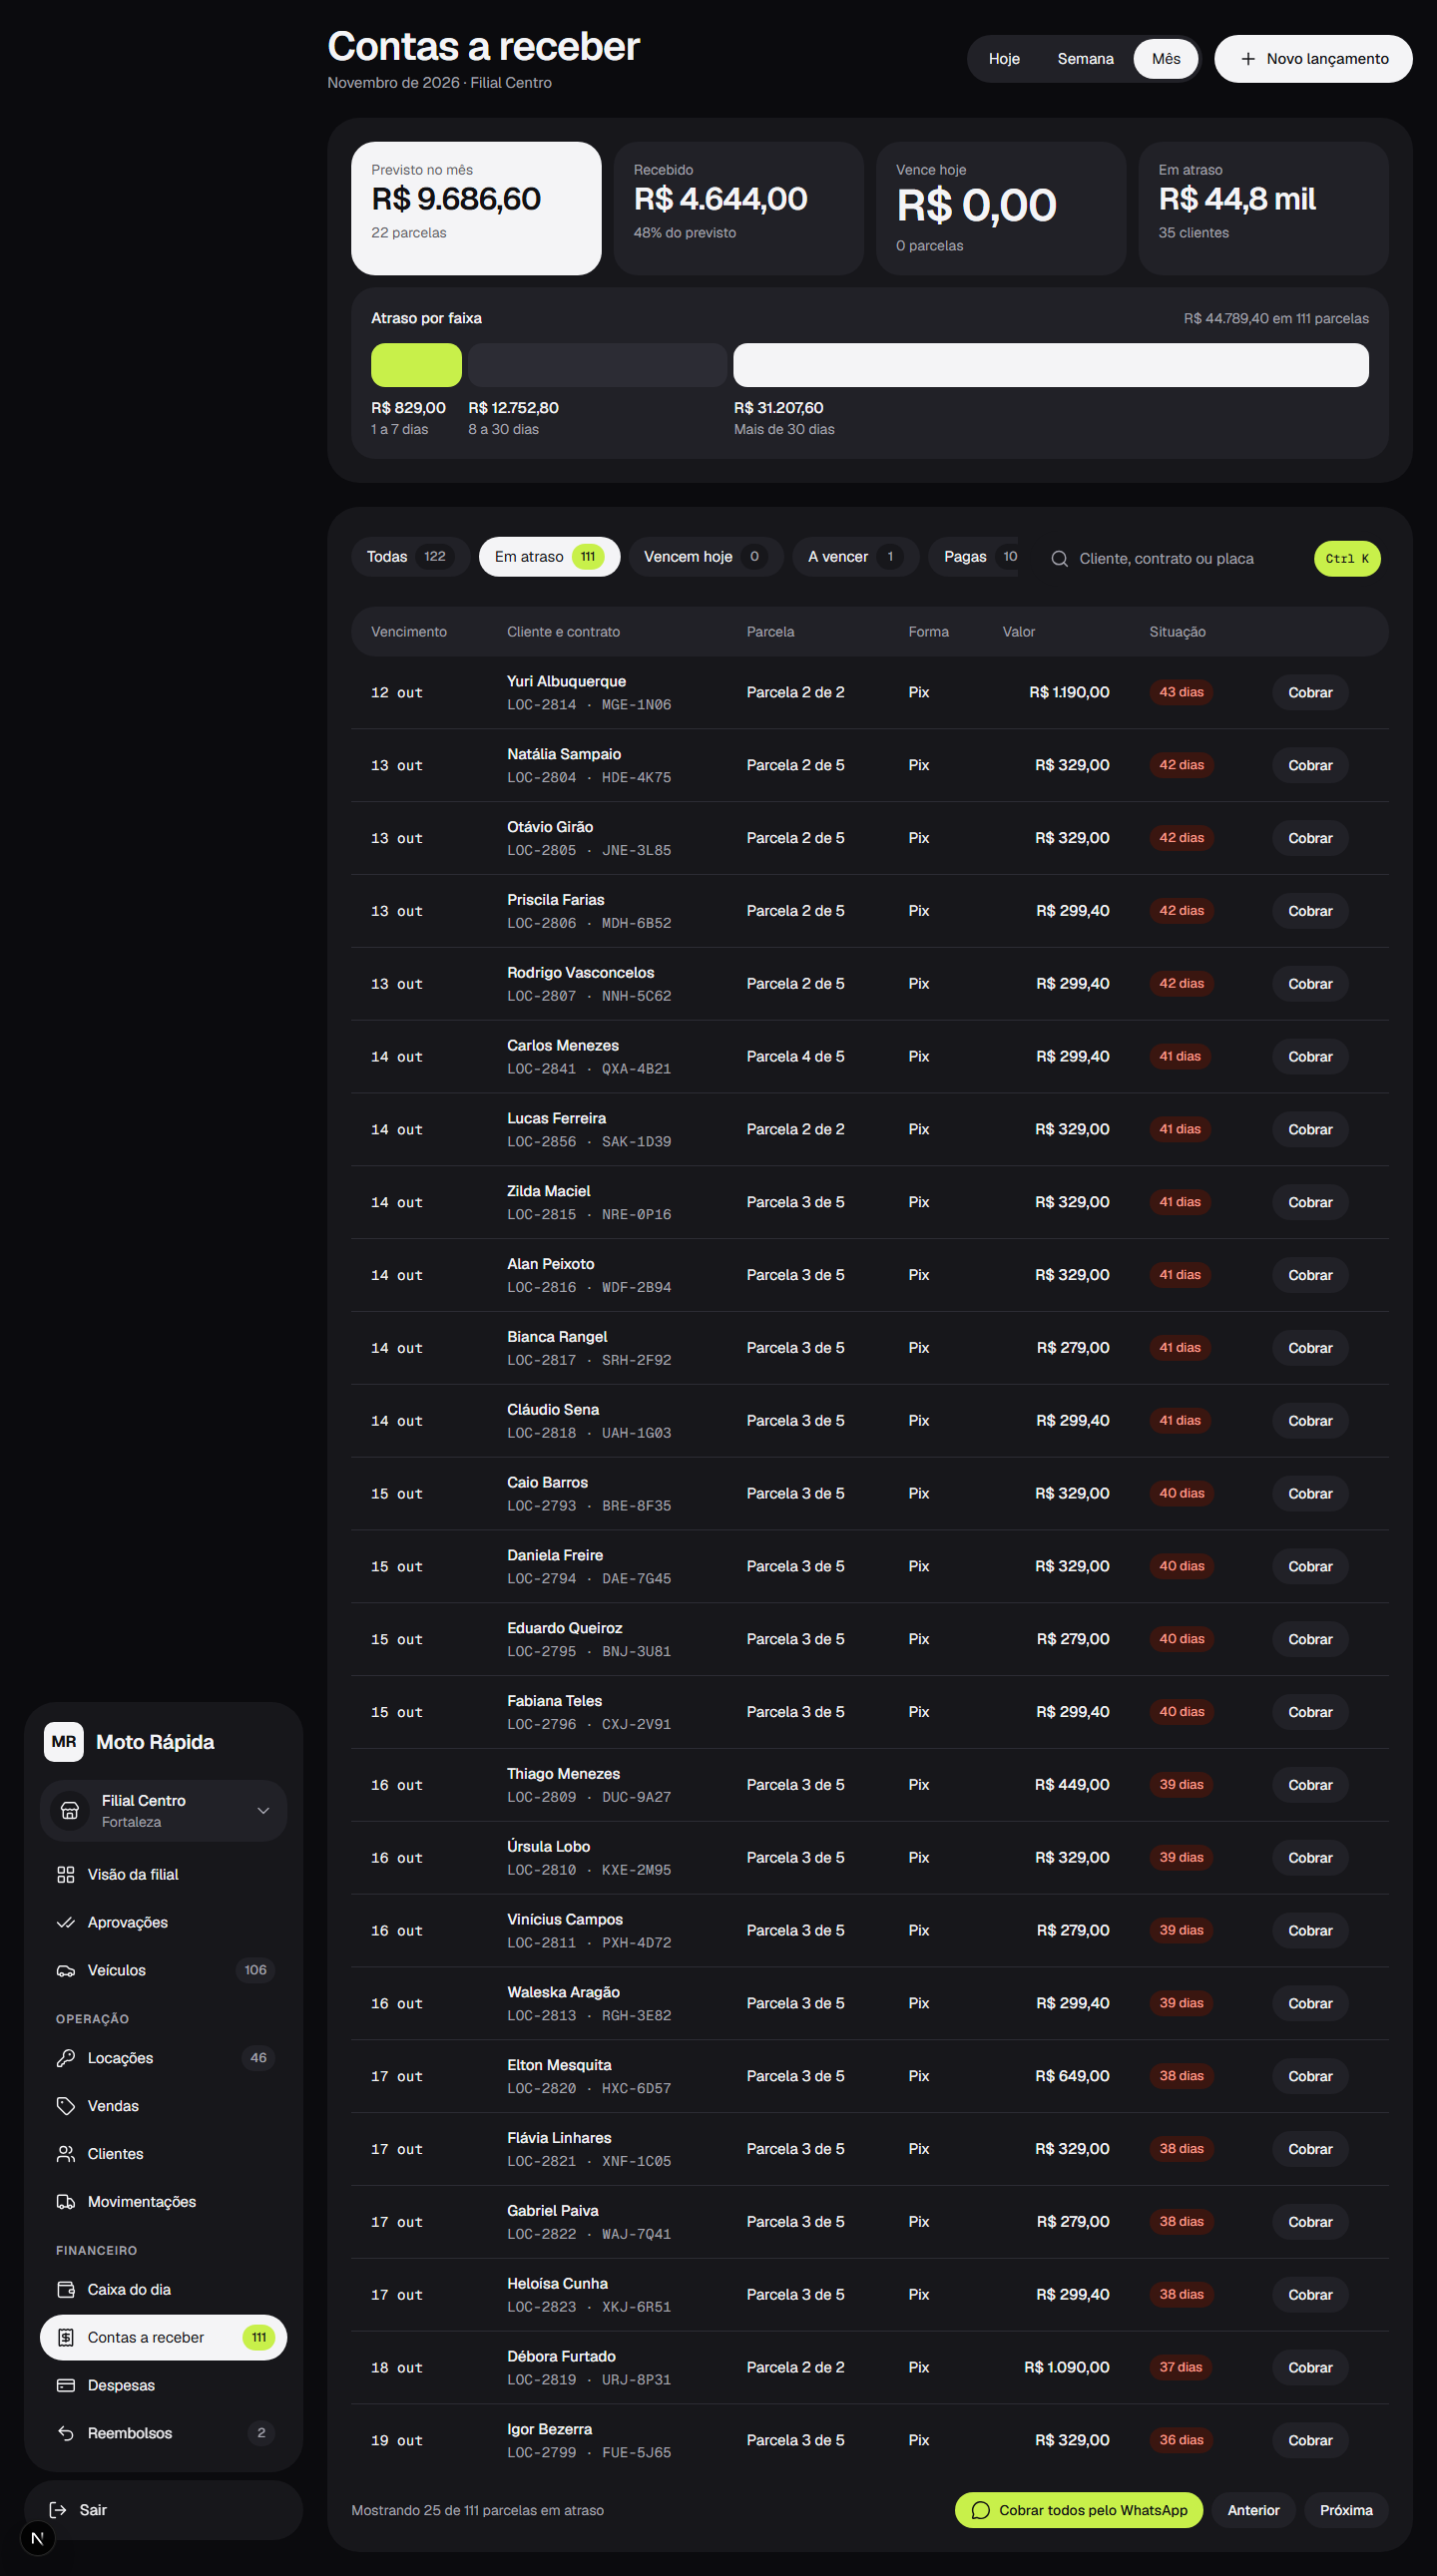 Contas a receber
Novembro de 2026 · Filial Centro
Hoje
Semana
Mês
Novo lançamento
Previsto no mês
R$ 9.686,60
22 parcelas
Recebido
R$ 4.644,00
48% do previsto
Vence hoje
R$ 0,00
0 parcelas
Em atraso
R$ 44,8 mil
35 clientes
Atraso por faixa
R$ 44.789,40 em 111 parcelas
R$ 829,00
1 a 7 dias
R$ 12.752,80
8 a 30 dias
R$ 31.207,60
Mais de 30 dias
Todas 122
Em atraso 111
Vencem hoje 0
A vencer 1
Pagas 10
Cliente, contrato ou placa
Ctrl K
Vencimento Cliente e contrato Parcela Forma Valor Situação
12 out Yuri Albuquerque Parcela 2 de 2 Pix R$ 1.190,00 43 dias Cobrar
LOC-2814 · MGE-1N06
13 out Natália Sampaio Parcela 2 de 5 Pix R$ 329,00 42 dias Cobrar
LOC-2804 · HDE-4K75
13 out Otávio Girão Parcela 2 de 5 Pix R$ 329,00 42 dias Cobrar
LOC-2805 · JNE-3L85
13 out Priscila Farias Parcela 2 de 5 Pix R$ 299,40 42 dias Cobrar
LOC-2806 · MDH-6B52
13 out Rodrigo Vasconcelos Parcela 2 de 5 Pix R$ 299,40 42 dias Cobrar
LOC-2807 · NNH-5C62
14 out Carlos Menezes Parcela 4 de 5 Pix R$ 299,40 41 dias Cobrar
LOC-2841 · QXA-4B21
14 out Lucas Ferreira Parcela 2 de 2 Pix R$ 329,00 41 dias Cobrar
LOC-2856 · SAK-1D39
14 out Zilda Maciel Parcela 3 de 5 Pix R$ 329,00 41 dias Cobrar
LOC-2815 · NRE-0P16
14 out Alan Peixoto Parcela 3 de 5 Pix R$ 329,00 41 dias Cobrar
LOC-2816 · WDF-2B94
14 out Bianca Rangel Parcela 3 de 5 Pix R$ 279,00 41 dias Cobrar
LOC-2817 · SRH-2F92
14 out Cláudio Sena Parcela 3 de 5 Pix R$ 299,40 41 dias Cobrar
LOC-2818 · UAH-1G03
15 out Caio Barros Parcela 3 de 5 Pix R$ 329,00 40 dias Cobrar
LOC-2793 · BRE-8F35
15 out Daniela Freire Parcela 3 de 5 Pix R$ 329,00 40 dias Cobrar
LOC-2794 · DAE-7G45
15 out Eduardo Queiroz Parcela 3 de 5 Pix R$ 279,00 40 dias Cobrar
LOC-2795 · BNJ-3U81
15 out Fabiana Teles Parcela 3 de 5 Pix R$ 299,40 40 dias Cobrar
LOC-2796 · CXJ-2V91
16 out Thiago Menezes Parcela 3 de 5 Pix R$ 449,00 39 dias Cobrar
LOC-2809 · DUC-9A27
16 out Úrsula Lobo Parcela 3 de 5 Pix R$ 329,00 39 dias Cobrar
LOC-2810 · KXE-2M95
16 out Vinícius Campos Parcela 3 de 5 Pix R$ 279,00 39 dias Cobrar
LOC-2811 · PXH-4D72
16 out Waleska Aragão Parcela 3 de 5 Pix R$ 299,40 39 dias Cobrar
LOC-2813 · RGH-3E82
17 out Elton Mesquita Parcela 3 de 5 Pix R$ 649,00 38 dias Cobrar
LOC-2820 · HXC-6D57
17 out Flávia Linhares Parcela 3 de 5 Pix R$ 329,00 38 dias Cobrar
LOC-2821 · XNF-1C05
17 out Gabriel Paiva Parcela 3 de 5 Pix R$ 279,00 38 dias Cobrar
LOC-2822 · WAJ-7Q41
17 out Heloísa Cunha Parcela 3 de 5 Pix R$ 299,40 38 dias Cobrar
LOC-2823 · XKJ-6R51
18 out Débora Furtado Parcela 2 de 2 Pix R$ 1.090,00 37 dias Cobrar
LOC-2819 · URJ-8P31
19 out Igor Bezerra Parcela 3 de 5 Pix R$ 329,00 36 dias Cobrar
LOC-2799 · FUE-5J65
Mostrando 25 de 111 parcelas em atraso
Cobrar todos pelo WhatsApp
Anterior
Próxima
MR Moto Rápida
Filial Centro
Fortaleza
Visão da filial
Aprovações
Veículos 106
OPERAÇÃO
Locações 46
Vendas
Clientes
Movimentações
FINANCEIRO
Caixa do dia
Contas a receber 111
Despesas
Reembolsos 2
Sair
N